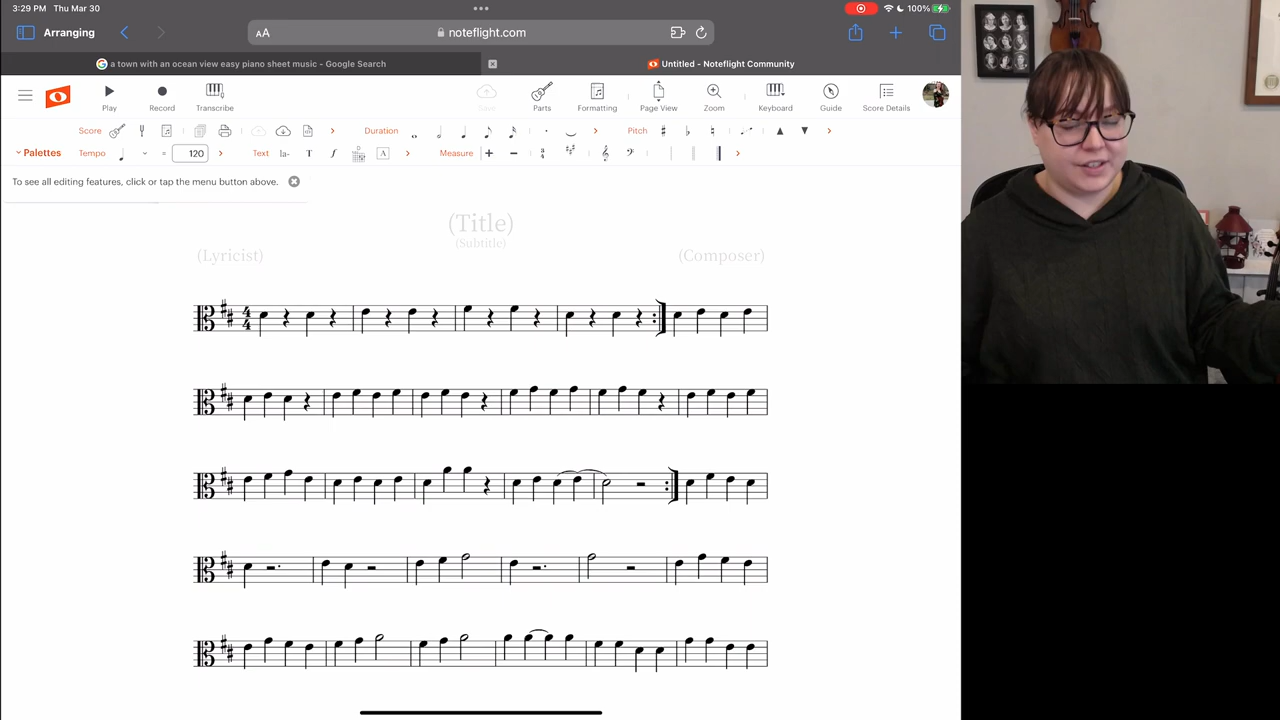 3:29 PM Thu Mar 30
100%
Arranging
AA
noteflight.com
a town with an ocean view easy piano sheet music - Google Search
Untitled - Noteflight Community
Play
Record
Transcribe
Save
Parts
Formatting
Page View
Zoom
Keyboard
Guide
Score Details
Score
Duration
Pitch
Palettes
Tempo
120
Text
la-
T
f
A
Measure
To see all editing features, click or tap the menu button above.
(Title)
(Subtitle)
(Lyricist)
(Composer)
4
4